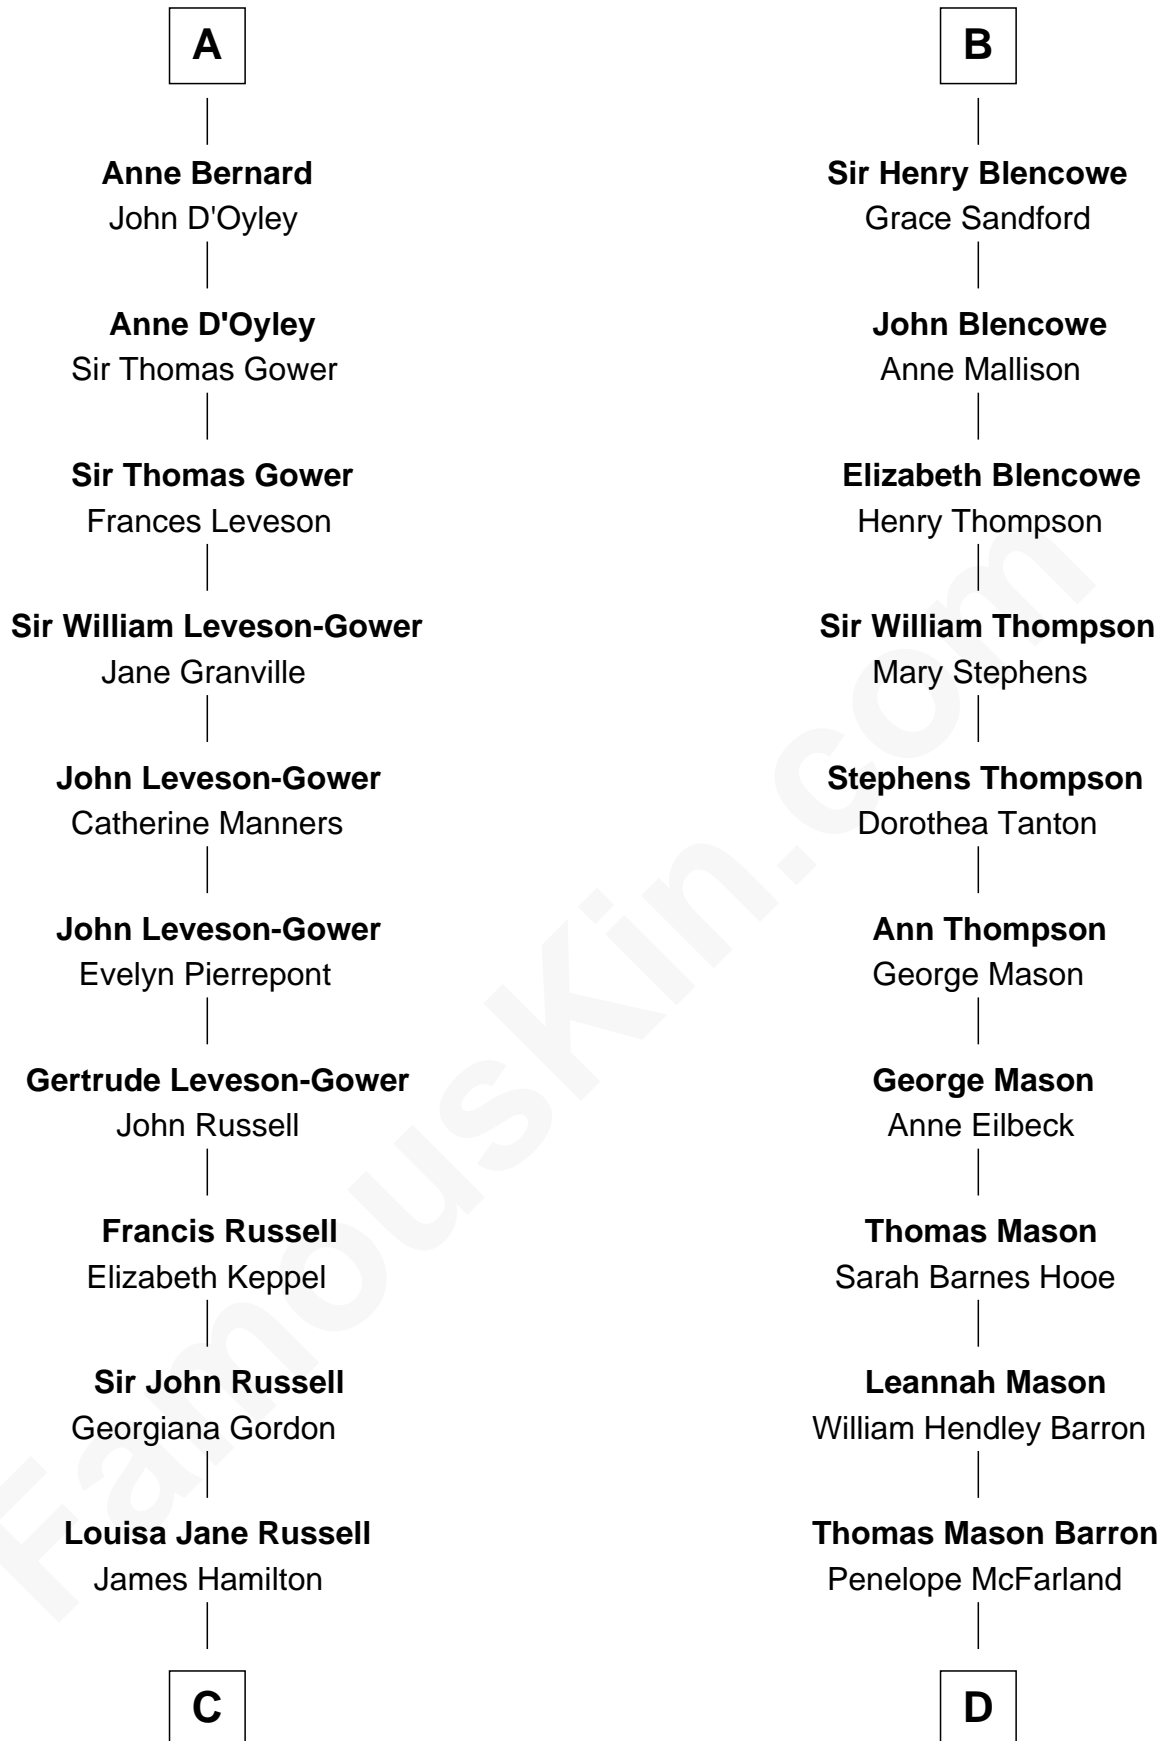 A
Anne Bernard
John D'Oyley
Anne D'Oyley
Sir Thomas Gower
Sir Thomas Gower
Frances Leveson
Sir William Leveson-Gower
Jane Granville
John Leveson-Gower
Catherine Manners
John Leveson-Gower
Evelyn Pierrepont
Gertrude Leveson-Gower
John Russell
Francis Russell
Elizabeth Keppel
Sir John Russell
Georgiana Gordon
Louisa Jane Russell
James Hamilton
C
B
Sir Henry Blencowe
Grace Sandford
John Blencowe
Anne Mallison
Elizabeth Blencowe
Henry Thompson
Sir William Thompson
Mary Stephens
Stephens Thompson
Dorothea Tanton
Ann Thompson
George Mason
George Mason
Anne Eilbeck
Thomas Mason
Sarah Barnes Hooe
Leannah Mason
William Hendley Barron
Thomas Mason Barron
Penelope McFarland
D
FamousKin.com